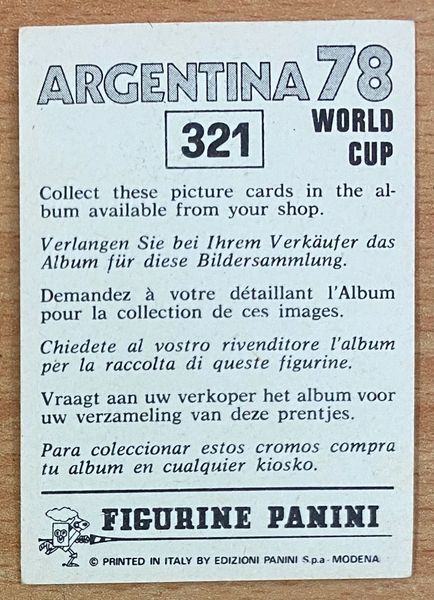 ARGENTINA 78
321
WORLD
CUP
Collect these picture cards in the al-
bum available from your shop.
Verlangen Sie bei Ihrem Verkäufer das
Album für diese Bildersammlung.
Demandez à votre détaillant l'Album
pour la collection de ces images.
Chiedete al vostro rivenditore l'album
per la raccolta di queste figurine.
Vraagt aan uw verkoper het album voor
uw verzameling van deze prentjes.
Para coleccionar estos cromos compra
tu album en cualquier kiosko.
FIGURINE PANINI
© PRINTED IN ITALY BY EDIZIONI PANINI S.p.a - MODENA